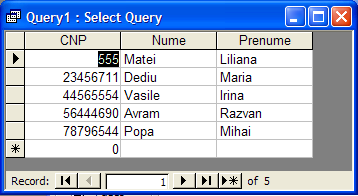 Query1 : Select Query
CNP Nume Prenume
555 Matei Liliana
23456711 Dediu Maria
44565554 Vasile Irina
56444690 Avram Razvan
78796544 Popa Mihai
0
Record: 1 of 5